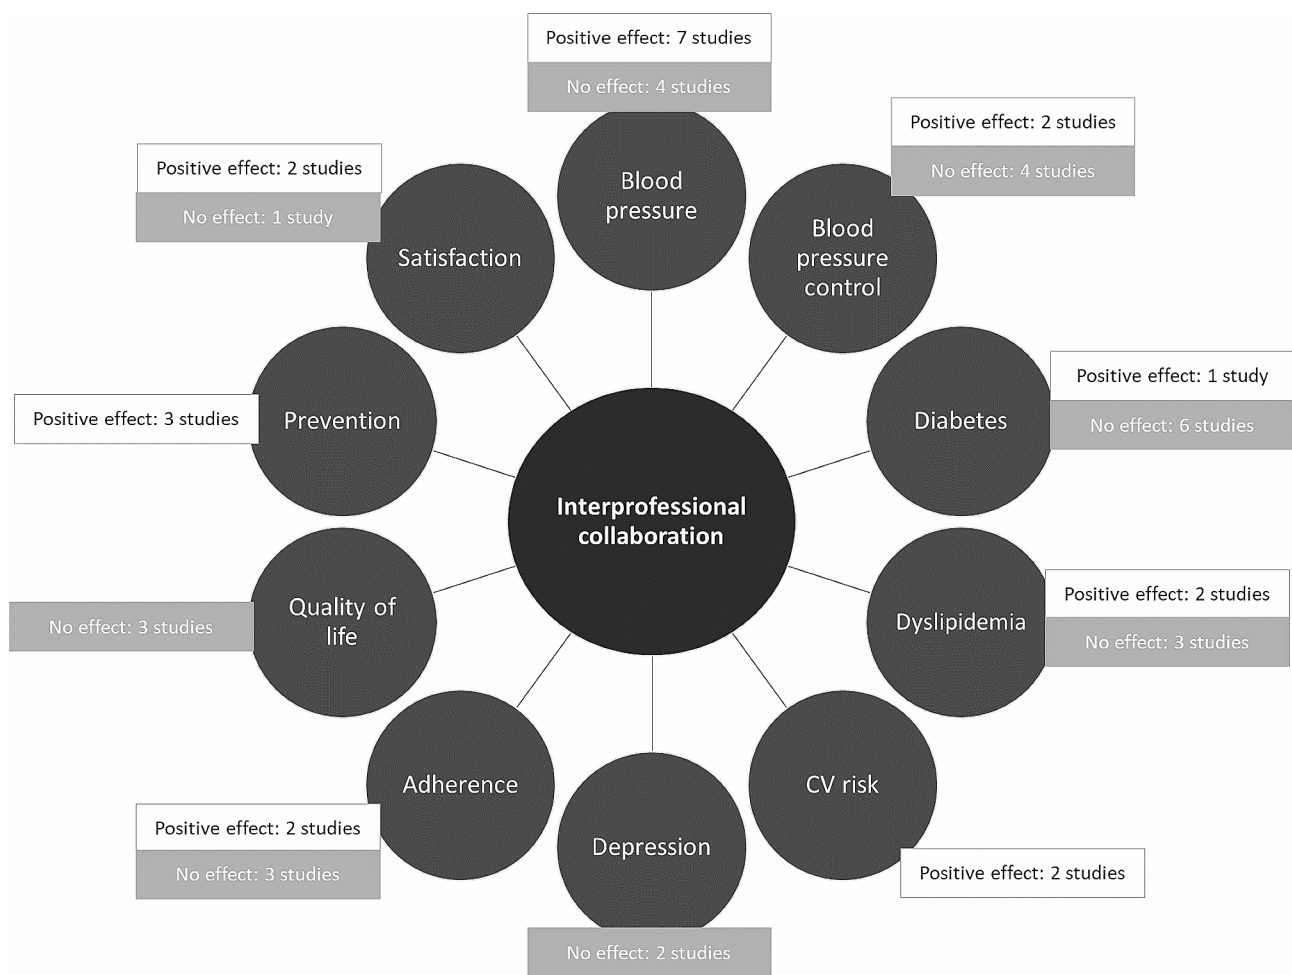 Positive effect: 7 studies
No effect: 4 studies
Blood
pressure
Positive effect: 2 studies
No effect: 4 studies
Blood
pressure
control
Positive effect: 1 study
No effect: 6 studies
Diabetes
Positive effect: 2 studies
No effect: 3 studies
Dyslipidemia
CV risk
Positive effect: 2 studies
Depression
No effect: 2 studies
Adherence
Positive effect: 2 studies
No effect: 3 studies
Quality of
life
No effect: 3 studies
Prevention
Positive effect: 3 studies
Positive effect: 2 studies
No effect: 1 study
Satisfaction
Interprofessional
collaboration